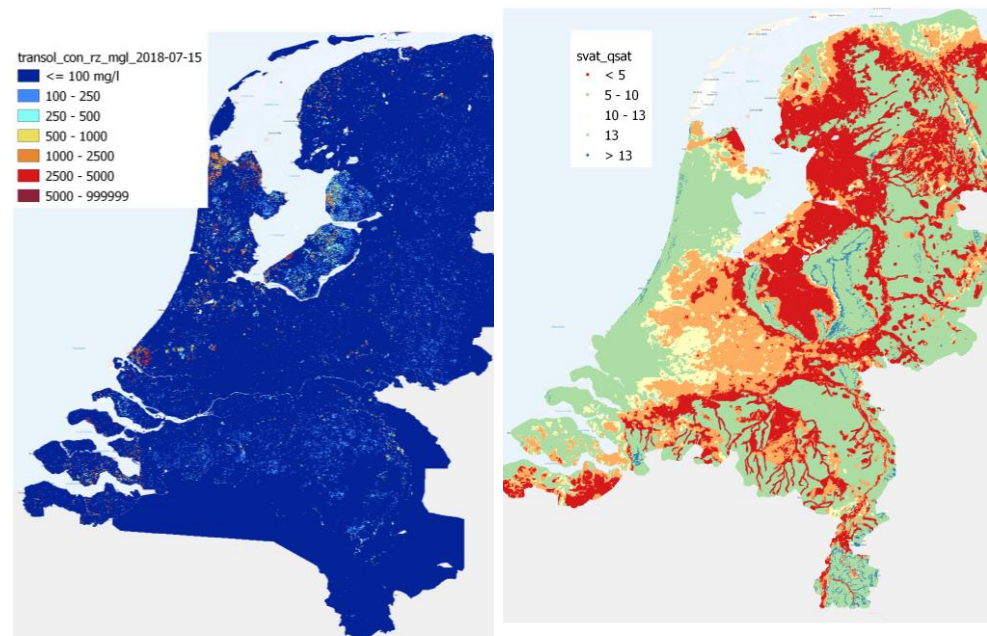 transol_con_rz_mgl_2018-07-15
<= 100 mg/l
100 - 250
250 - 500
500 - 1000
1000 - 2500
2500 - 5000
5000 - 999999
svat_qsat
< 5
5 - 10
10 - 13
13
> 13